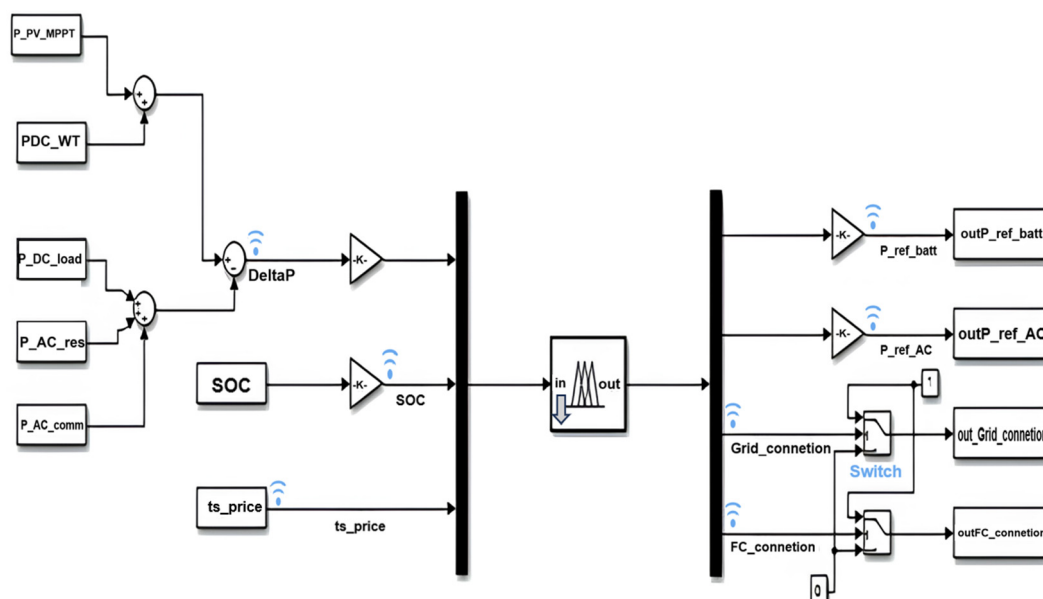 P_PV_MPPT
PDC_WT
P_DC_load
P_AC_res
P_AC_comm
+
+
+
+
+
+
-
DeltaP
-K-
SOC
-K-
SOC
ts_price
ts_price
in
out
-K-
P_ref_batt
outP_ref_batt
-K-
P_ref_AC
outP_ref_AC
1
Grid_connetion
Switch
out_Grid_connetion
FC_connetion
outFC_connetion
0